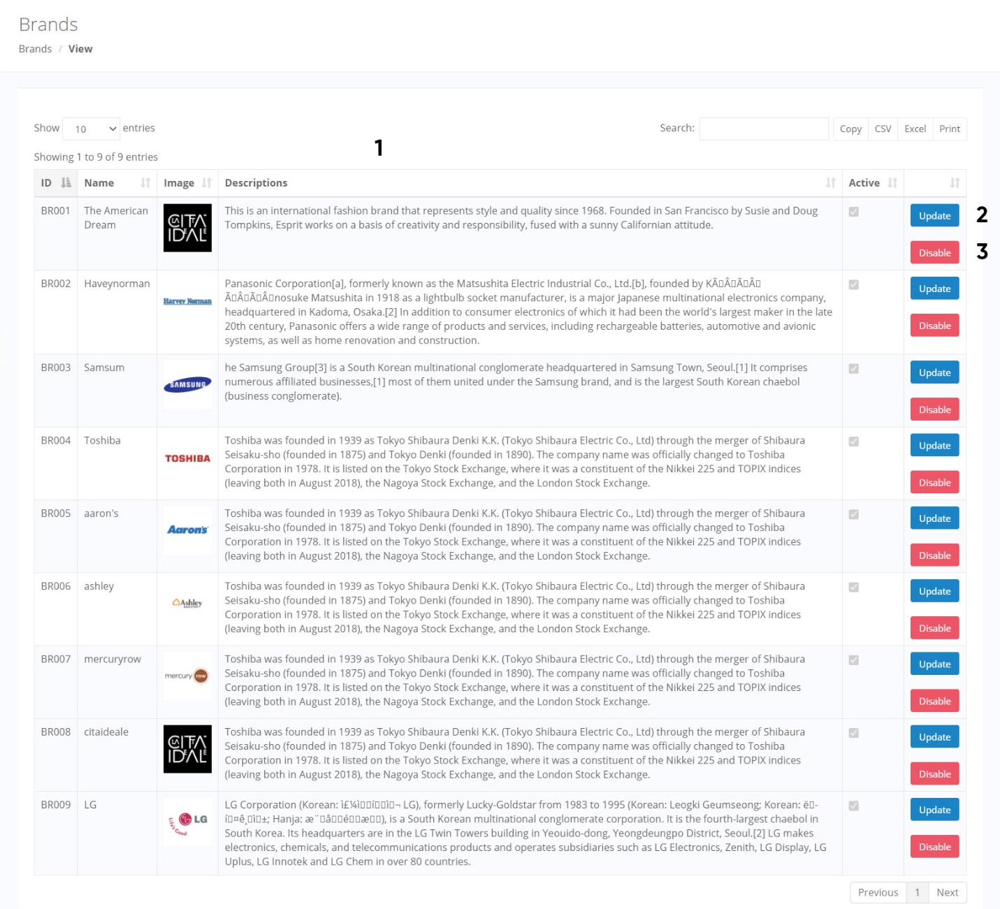 Brands
Brands / View
Show 10 entries
Search:
Copy CSV Excel Print
1
Showing 1 to 9 of 9 entries
ID Name Image Descriptions Active
BR001 The American Dream
CITTA IDEALE
This is an international fashion brand that represents style and quality since 1968. Founded in San Francisco by Susie and Doug
Tompkins, Esprit works on a basis of creativity and responsibility, fused with a sunny Californian attitude.
Update 2
Disable 3
BR002 Haveynorman
Harvey Norman
Panasonic Corporation[a], formerly known as the Matsushita Electric Industrial Co., Ltd.[b], founded by
nosuke Matsushita in 1918 as a lightbulb socket manufacturer, is a major Japanese multinational electronics company,
headquartered in Kadoma, Osaka.[2] In addition to consumer electronics of which it had been the world's largest maker in the late
20th century, Panasonic offers a wide range of products and services, including rechargeable batteries, automotive and avionic
systems, as well as home renovation and construction.
Update
Disable
BR003 Samsum
SAMSUNG
he Samsung Group[3] is a South Korean multinational conglomerate headquartered in Samsung Town, Seoul.[1] It comprises
numerous affiliated businesses,[1] most of them united under the Samsung brand, and is the largest South Korean chaebol
(business conglomerate).
Update
Disable
BR004 Toshiba
TOSHIBA
Toshiba was founded in 1939 as Tokyo Shibaura Denki K.K. (Tokyo Shibaura Electric Co., Ltd) through the merger of Shibaura
Seisaku-sho (founded in 1875) and Tokyo Denki (founded in 1890). The company name was officially changed to Toshiba
Corporation in 1978. It is listed on the Tokyo Stock Exchange, where it was a constituent of the Nikkei 225 and TOPIX indices
(leaving both in August 2018), the Nagoya Stock Exchange, and the London Stock Exchange.
Update
Disable
BR005 aaron's
Aaron's
Toshiba was founded in 1939 as Tokyo Shibaura Denki K.K. (Tokyo Shibaura Electric Co., Ltd) through the merger of Shibaura
Seisaku-sho (founded in 1875) and Tokyo Denki (founded in 1890). The company name was officially changed to Toshiba
Corporation in 1978. It is listed on the Tokyo Stock Exchange, where it was a constituent of the Nikkei 225 and TOPIX indices
(leaving both in August 2018), the Nagoya Stock Exchange, and the London Stock Exchange.
Update
Disable
BR006 ashley
Ashley
Toshiba was founded in 1939 as Tokyo Shibaura Denki K.K. (Tokyo Shibaura Electric Co., Ltd) through the merger of Shibaura
Seisaku-sho (founded in 1875) and Tokyo Denki (founded in 1890). The company name was officially changed to Toshiba
Corporation in 1978. It is listed on the Tokyo Stock Exchange, where it was a constituent of the Nikkei 225 and TOPIX indices
(leaving both in August 2018), the Nagoya Stock Exchange, and the London Stock Exchange.
Update
Disable
BR007 mercuryrow
mercury row
Toshiba was founded in 1939 as Tokyo Shibaura Denki K.K. (Tokyo Shibaura Electric Co., Ltd) through the merger of Shibaura
Seisaku-sho (founded in 1875) and Tokyo Denki (founded in 1890). The company name was officially changed to Toshiba
Corporation in 1978. It is listed on the Tokyo Stock Exchange, where it was a constituent of the Nikkei 225 and TOPIX indices
(leaving both in August 2018), the Nagoya Stock Exchange, and the London Stock Exchange.
Update
Disable
BR008 citaideale
CITTA IDEALE
Toshiba was founded in 1939 as Tokyo Shibaura Denki K.K. (Tokyo Shibaura Electric Co., Ltd) through the merger of Shibaura
Seisaku-sho (founded in 1875) and Tokyo Denki (founded in 1890). The company name was officially changed to Toshiba
Corporation in 1978. It is listed on the Tokyo Stock Exchange, where it was a constituent of the Nikkei 225 and TOPIX indices
(leaving both in August 2018), the Nagoya Stock Exchange, and the London Stock Exchange.
Update
Disable
BR009 LG
LG Life's Good
LG Corporation (Korean: LG), formerly Lucky-Goldstar from 1983 to 1995 (Korean: Leogki Geumseong; Korean:
Hanja: ), is a South Korean multinational conglomerate corporation. It is the fourth-largest chaebol in
South Korea. Its headquarters are in the LG Twin Towers building in Yeouido-dong, Yeongdeungpo District, Seoul.[2] LG makes
electronics, chemicals, and telecommunications products and operates subsidiaries such as LG Electronics, Zenith, LG Display, LG
Uplus, LG Innotek and LG Chem in over 80 countries.
Update
Disable
Previous 1 Next